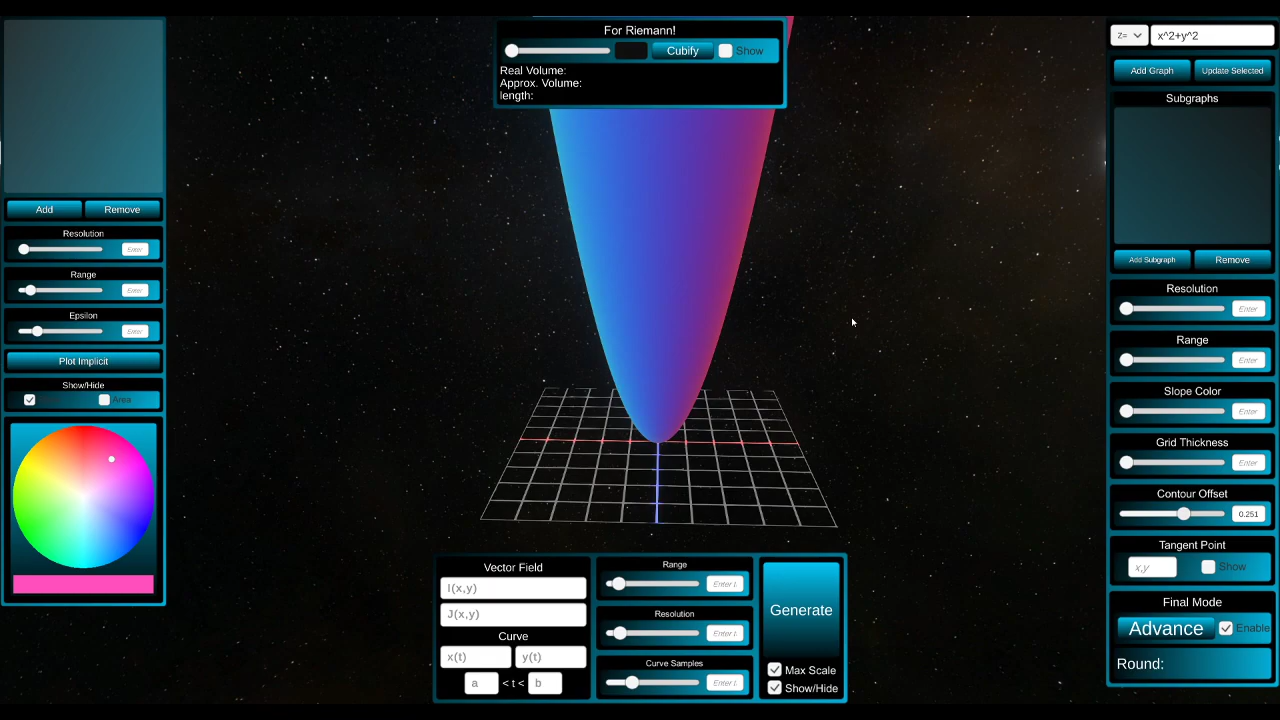 For Riemann!
Cubify
Show
Real Volume:
Approx. Volume:
length:
Add
Remove
Resolution
Enter
Range
Enter
Epsilon
Enter
Plot Implicit
Show/Hide
Area
Vector Field
I(x,y)
J(x,y)
Curve
x(t)
y(t)
a
< t <
b
Range
Enter t.
Resolution
Enter t.
Curve Samples
Enter t.
Generate
Max Scale
Show/Hide
Z=
x^2+y^2
Add Graph
Update Selected
Subgraphs
Add Subgraph
Remove
Resolution
Enter
Range
Enter
Slope Color
Enter
Grid Thickness
Enter
Contour Offset
0.251
Tangent Point
x,y
Show
Final Mode
Advance
Enable
Round: